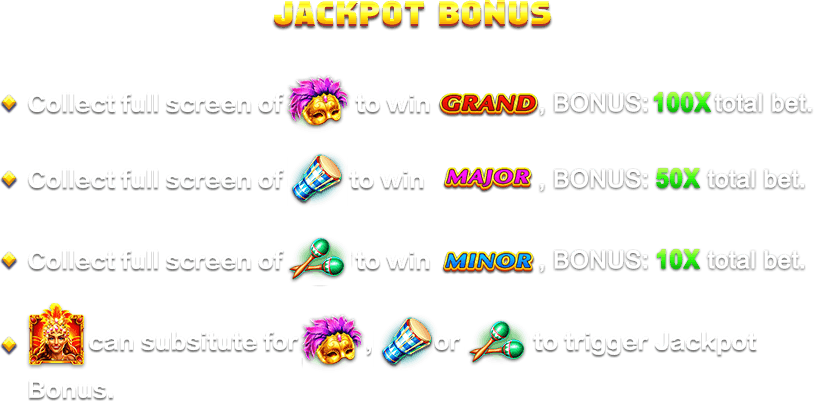 JACKPOT BONUS
Collect full screen of to win GRAND, BONUS: 100X total bet.
Collect full screen of to win MAJOR, BONUS: 50X total bet.
Collect full screen of to win MINOR, BONUS: 10X total bet.
can subsitute for , or to trigger Jackpot
Bonus.